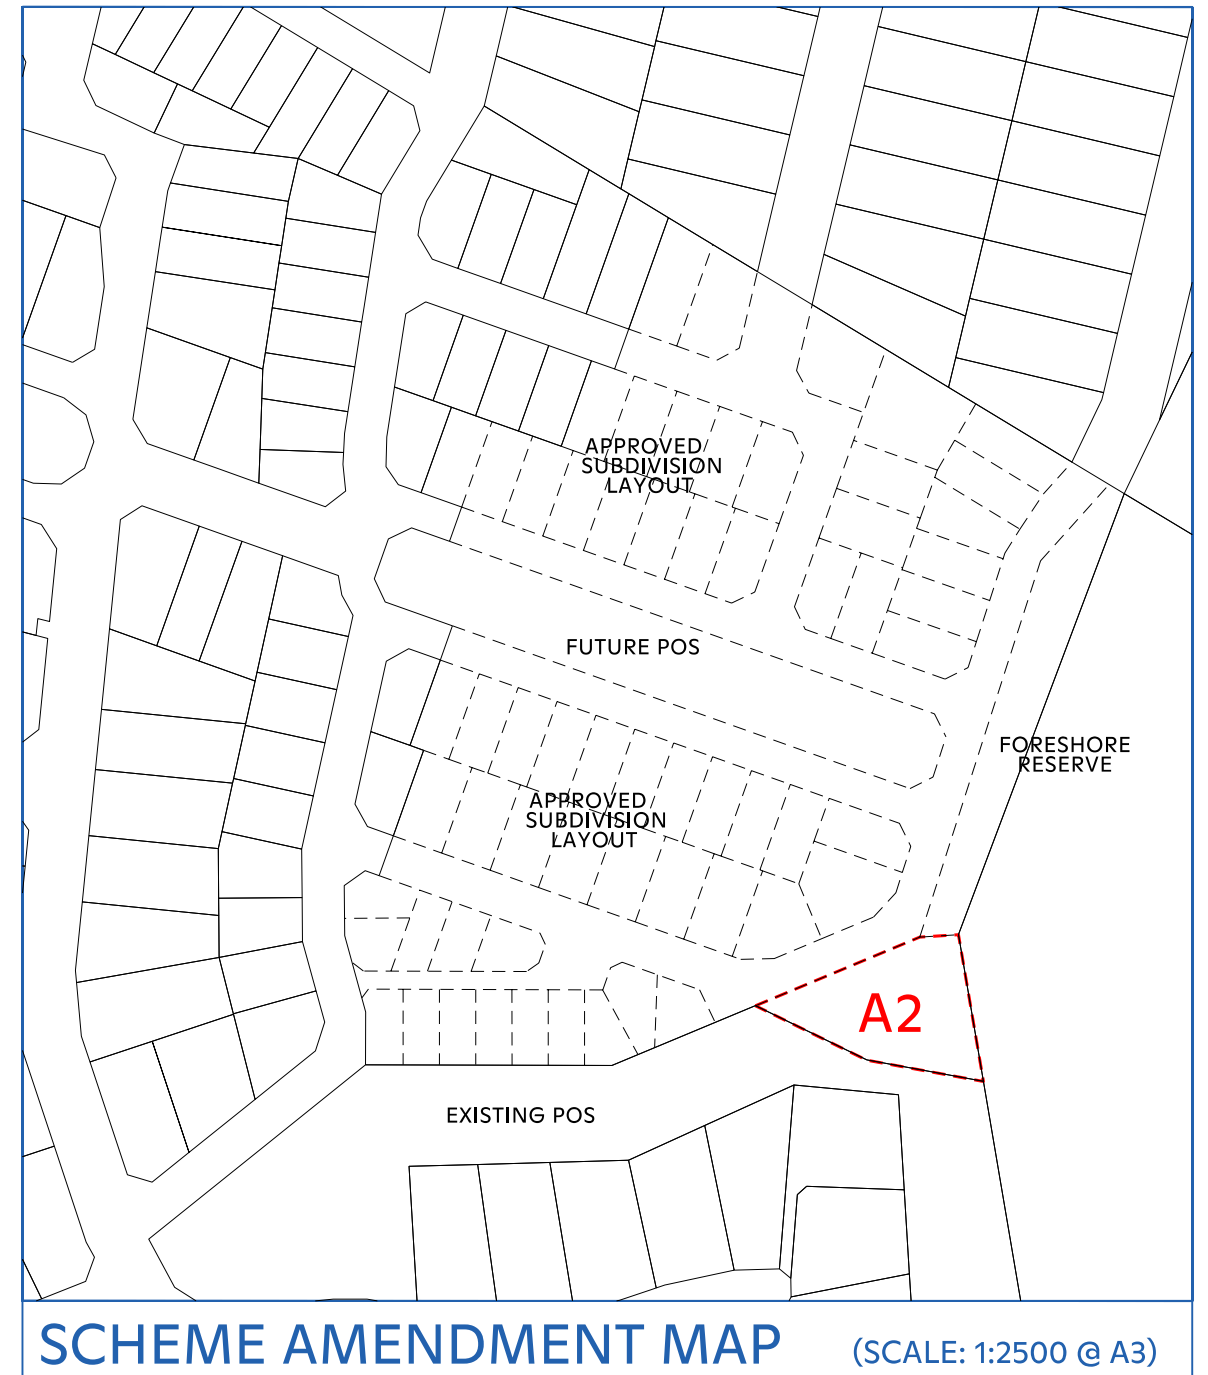 APPROVED
SUBDIVISION
LAYOUT
FUTURE POS
FORESHORE
RESERVE
APPROVED
SUBDIVISION
LAYOUT
A2
EXISTING POS
SCHEME AMENDMENT MAP (SCALE: 1:2500 @ A3)